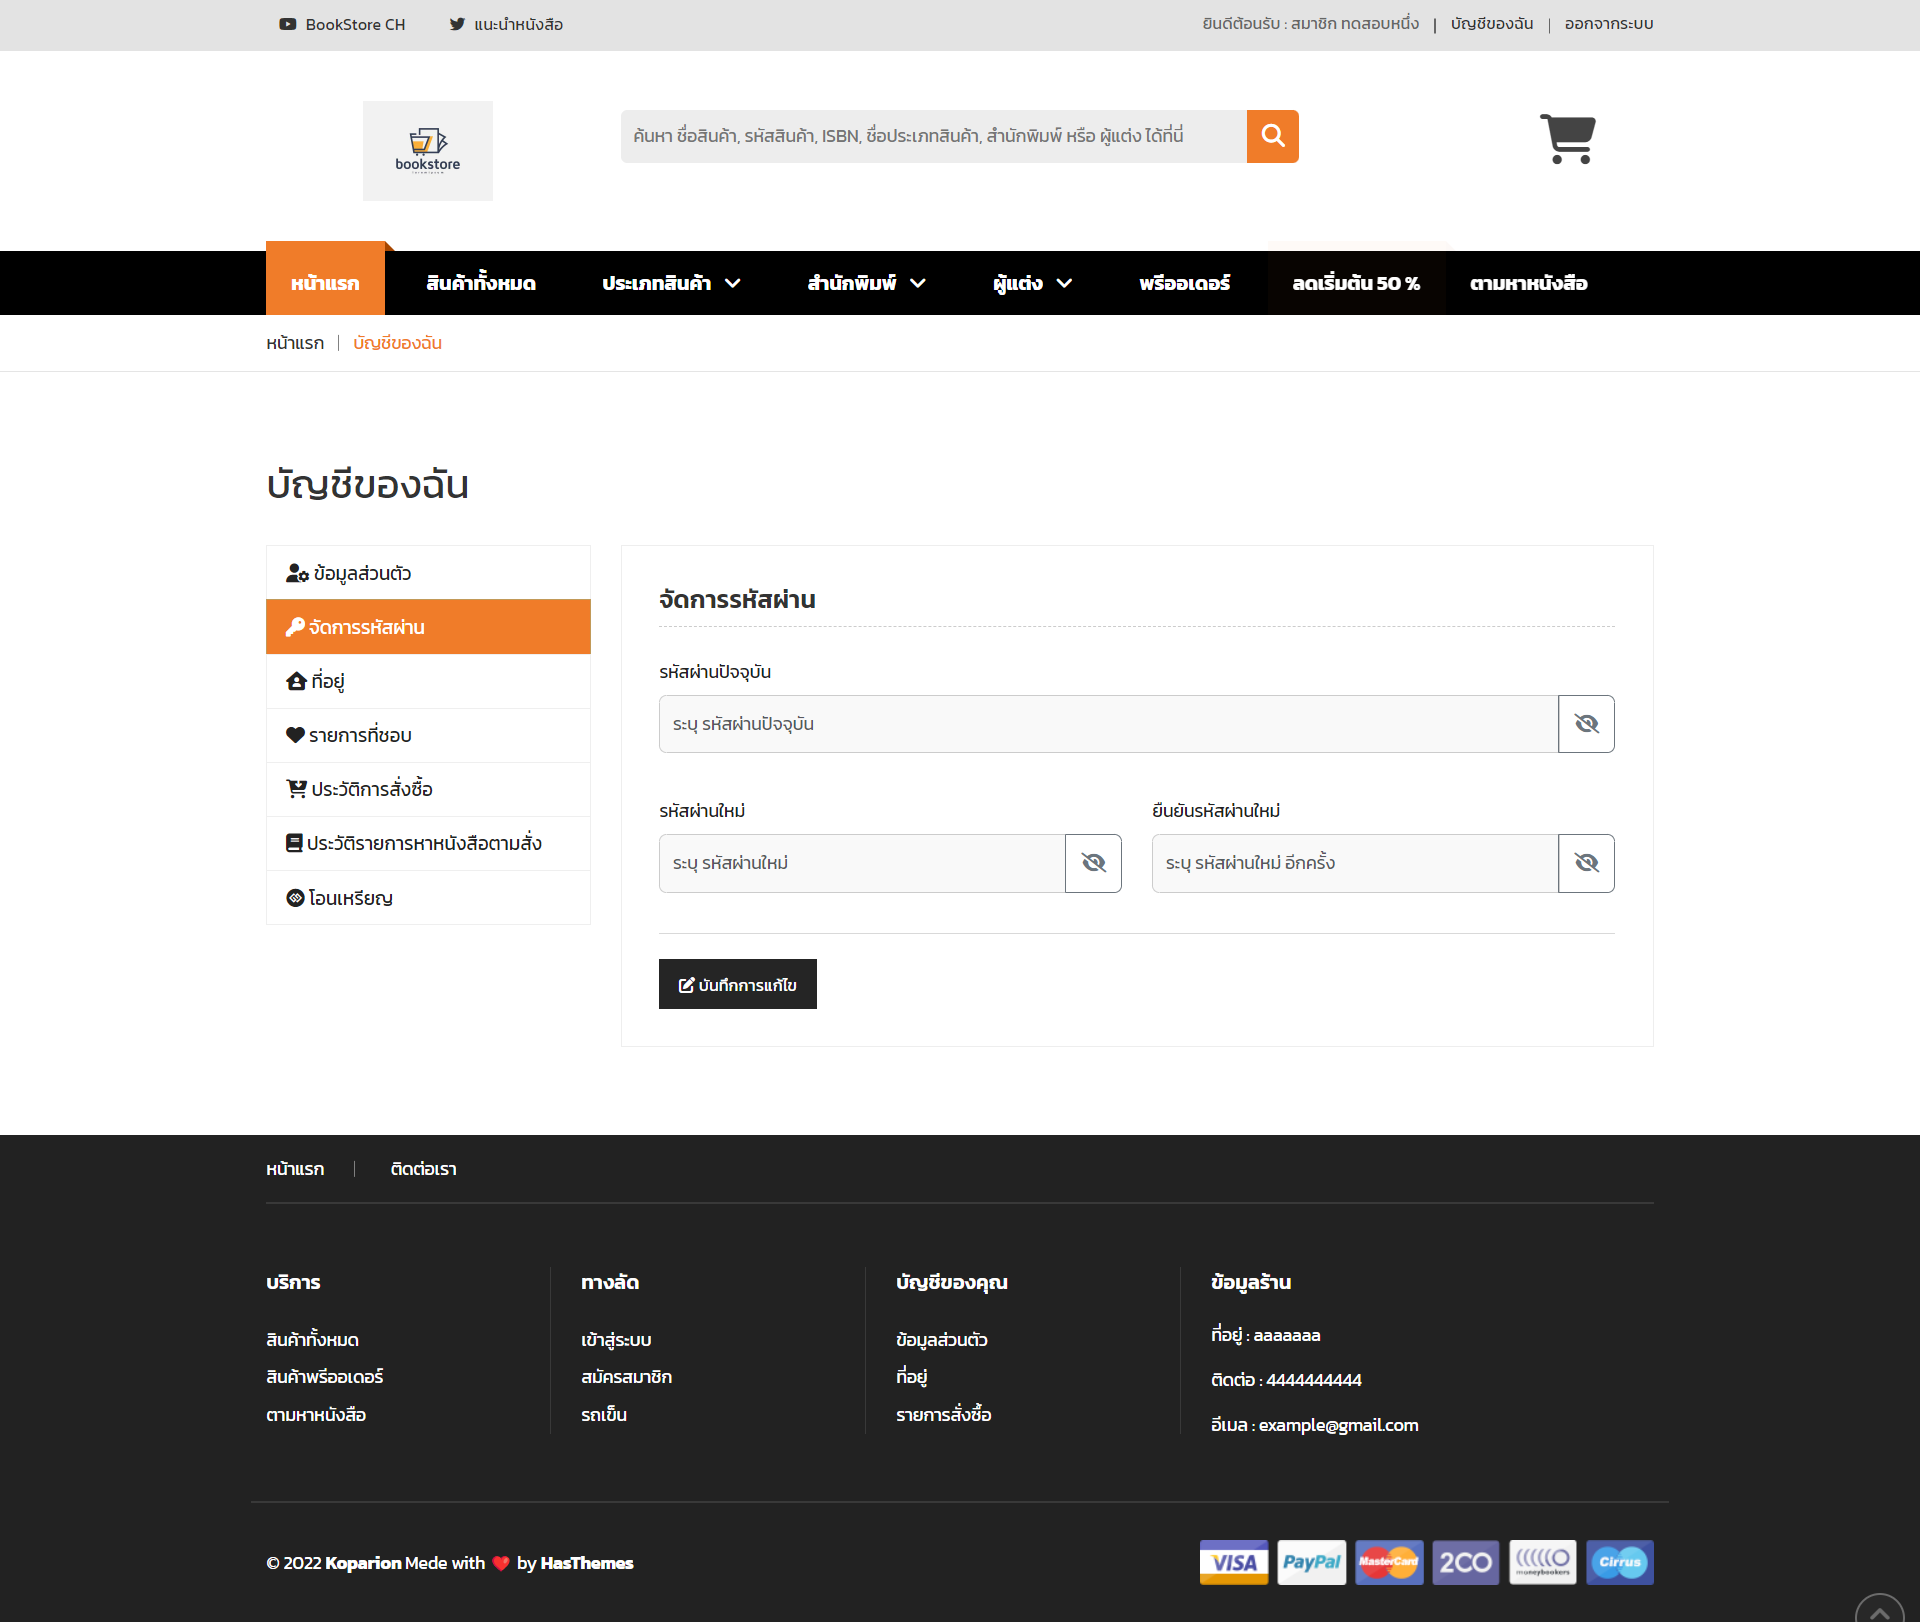 BookStore CH แนะนำหนังสือ ยินดีต้อนรับ : สมาชิก ทดสอบหนึ่ง | บัญชีของฉัน | ออกจากระบบ
bookstore
ค้นหา ชื่อสินค้า, รหัสสินค้า, ISBN, ชื่อประเภทสินค้า, สำนักพิมพ์ หรือ ผู้แต่ง ได้ที่นี่
หน้าแรก สินค้าทั้งหมด ประเภทสินค้า สำนักพิมพ์ ผู้แต่ง พรีออเดอร์ ลดเริ่มต้น 50 % ตามหาหนังสือ
หน้าแรก | บัญชีของฉัน
บัญชีของฉัน
ข้อมูลส่วนตัว
จัดการรหัสผ่าน
ที่อยู่
รายการที่ชอบ
ประวัติการสั่งซื้อ
ประวัติรายการหาหนังสือตามสั่ง
โอนเหรียญ
จัดการรหัสผ่าน
รหัสผ่านปัจจุบัน
ระบุ รหัสผ่านปัจจุบัน
รหัสผ่านใหม่ ยืนยันรหัสผ่านใหม่
ระบุ รหัสผ่านใหม่ ระบุ รหัสผ่านใหม่ อีกครั้ง
บันทึกการแก้ไข
หน้าแรก | ติดต่อเรา
บริการ ทางลัด บัญชีของคุณ ข้อมูลร้าน
สินค้าทั้งหมด เข้าสู่ระบบ ข้อมูลส่วนตัว ที่อยู่ : aaaaaaa
สินค้าพรีออเดอร์ สมัครสมาชิก ที่อยู่ ติดต่อ : 4444444444
ตามหาหนังสือ รถเข็น รายการสั่งซื้อ อีเมล : example@gmail.com
© 2022 Koparion Mede with ❤️ by HasThemes VISA PayPal MasterCard 2CO moneybookers Cirrus